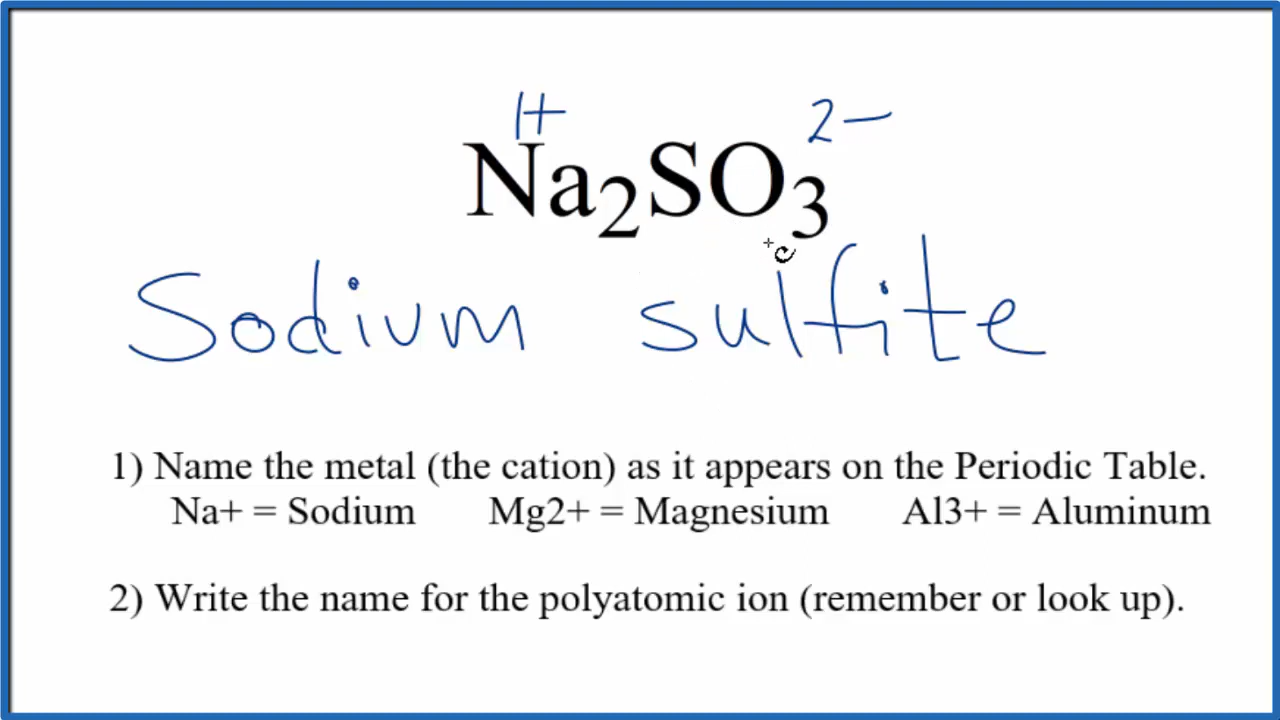 1+ 2-
Na₂SO₃
Sodium sulfite
1) Name the metal (the cation) as it appears on the Periodic Table.
Na+ = Sodium Mg2+ = Magnesium Al3+ = Aluminum
2) Write the name for the polyatomic ion (remember or look up).